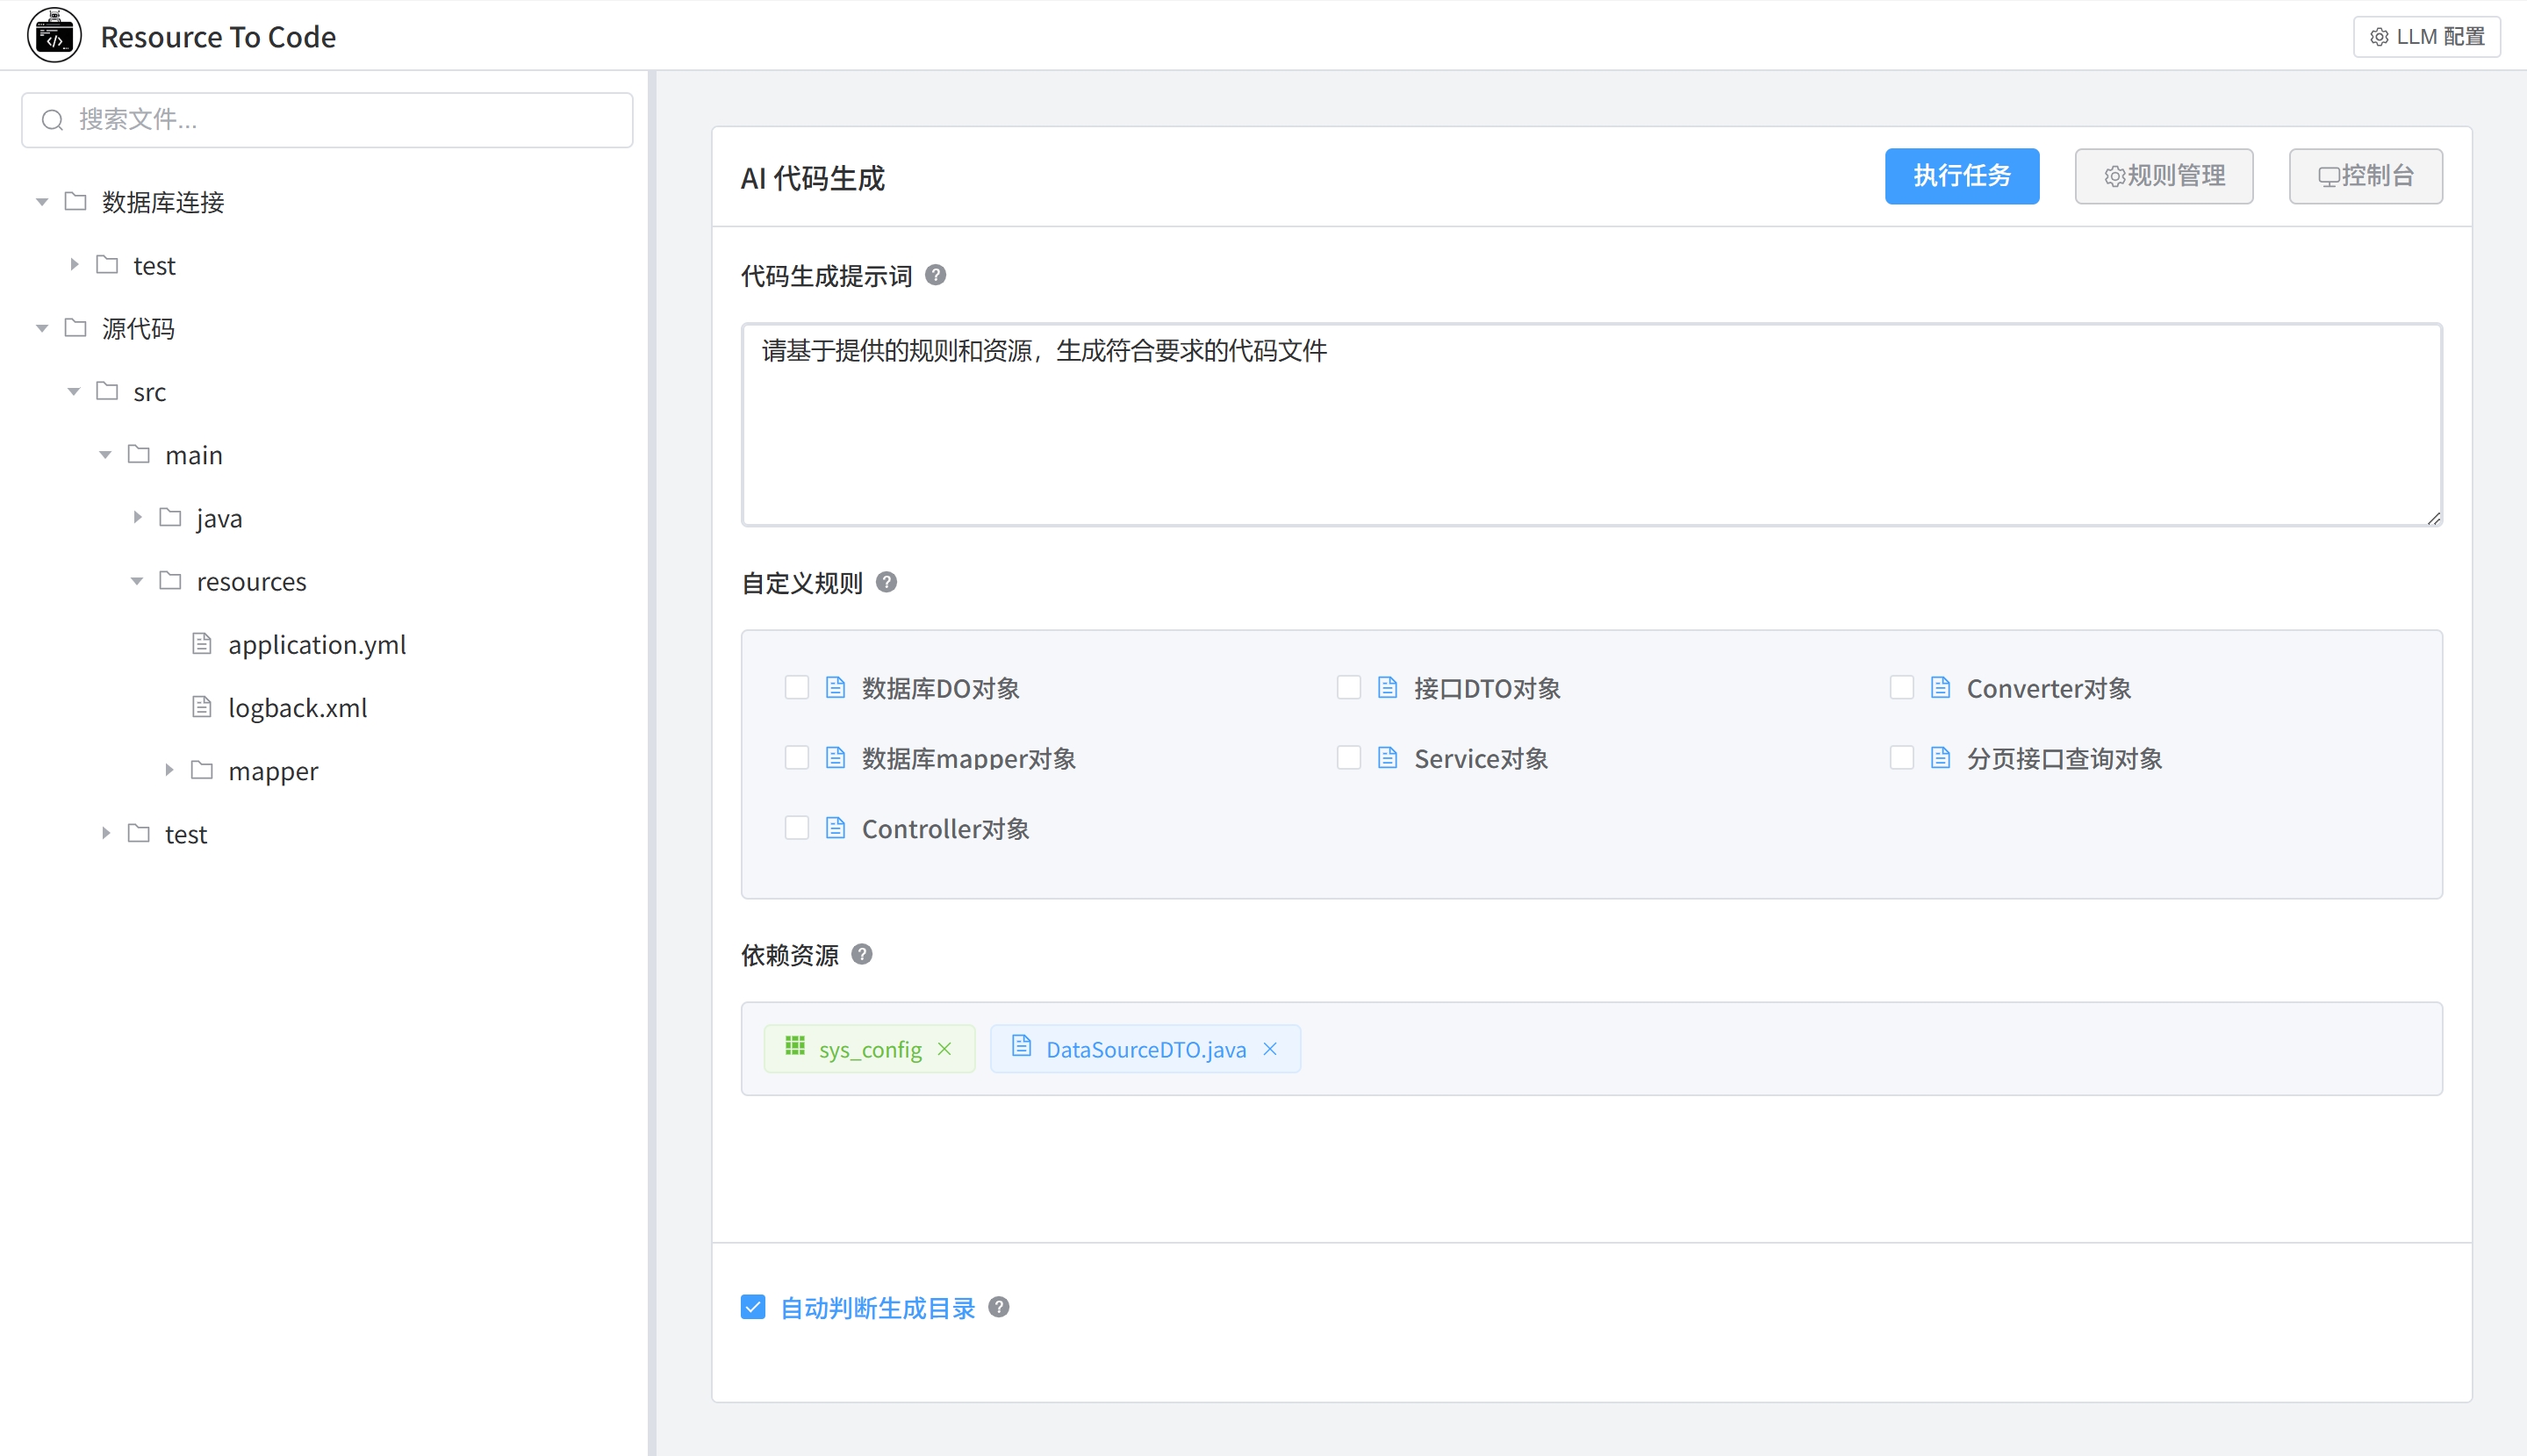 Resource To Code
LLM 配置
搜索文件...
数据库连接
test
源代码
src
main
java
resources
application.yml
logback.xml
mapper
test
AI 代码生成
执行任务
规则管理
控制台
代码生成提示词
请基于提供的规则和资源，生成符合要求的代码文件
自定义规则
数据库DO对象
接口DTO对象
Converter对象
数据库mapper对象
Service对象
分页接口查询对象
Controller对象
依赖资源
sys_config
DataSourceDTO.java
自动判断生成目录